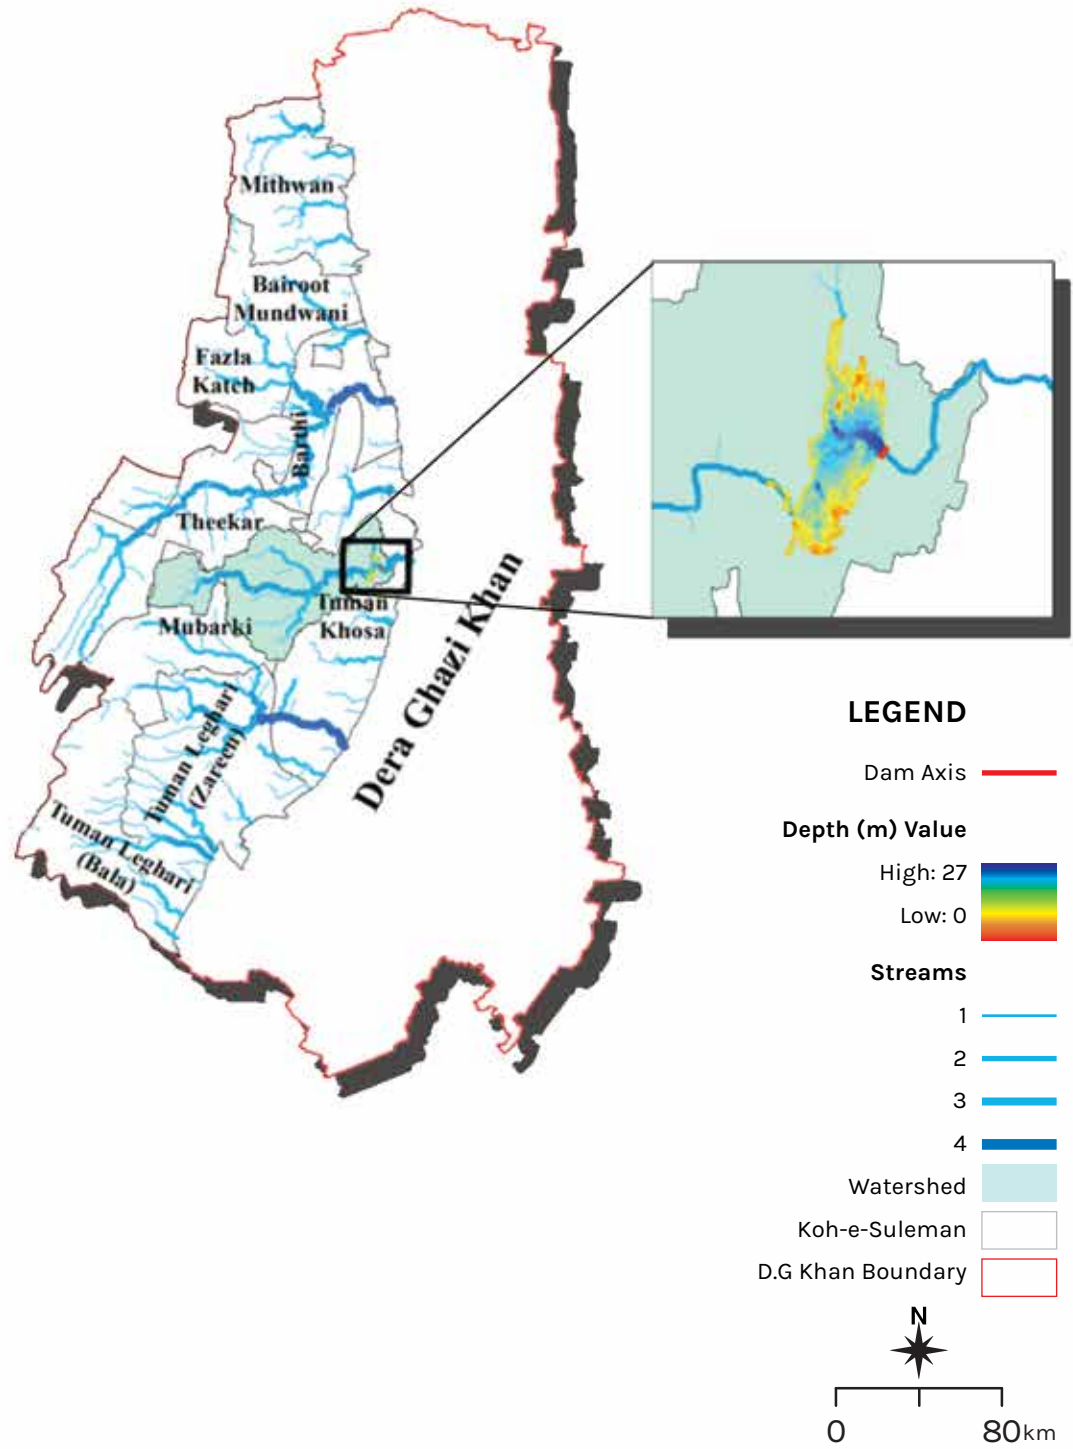 Mithwan
Bairoot
Mundwani
Fazla
Katch
Barthi
Theekar
Tuman
Khosa
Mubarki
Dera Ghazi Khan
Tuman Leghari
(Zareen)
Tuman Leghari
(Bala)
LEGEND
Dam Axis
Depth (m) Value
High: 27
Low: 0
Streams
1
2
3
4
Watershed
Koh-e-Suleman
D.G Khan Boundary
N
0 80km